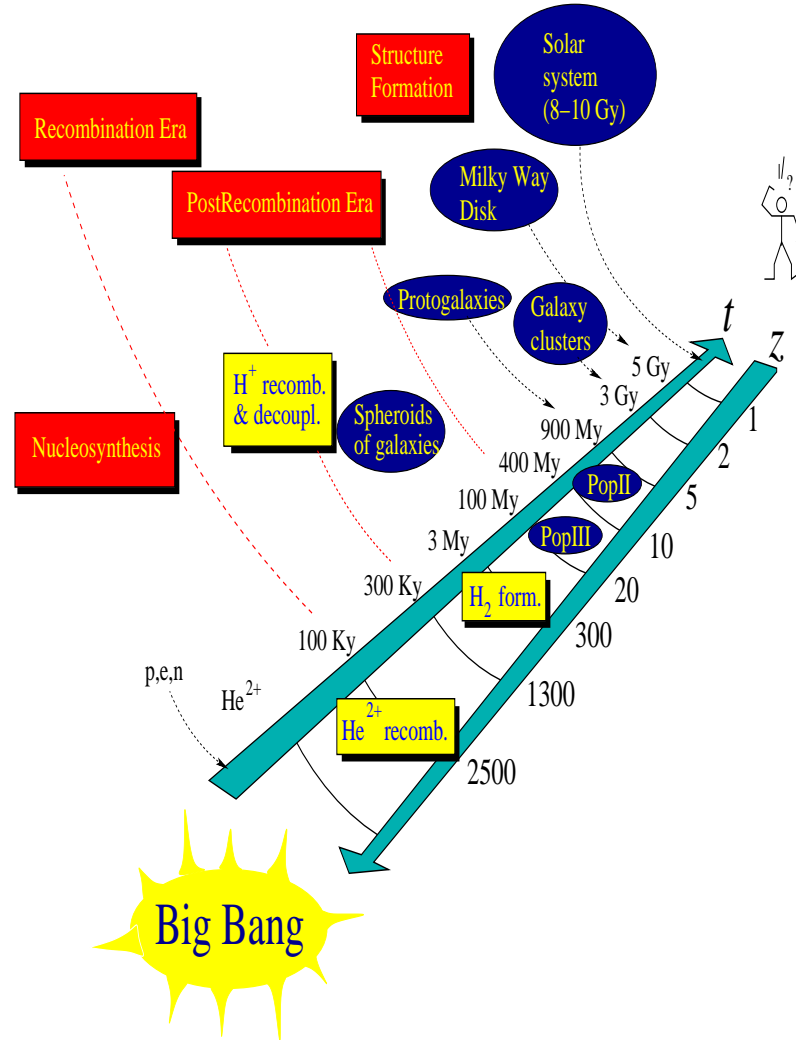 Structure
Formation
Solar
system
(8–10 Gy)
Recombination Era
Milky Way
Disk
?
PostRecombination Era
Protogalaxies
Galaxy
clusters
t
z
H⁺ recomb.
& decoupl.
Spheroids
of galaxies
Nucleosynthesis
5 Gy
3 Gy
900 My
400 My
100 My
3 My
300 Ky
100 Ky
1
2
5
10
20
300
1300
2500
PopII
PopIII
H₂ form.
He²⁺ recomb.
p,e,n
He²⁺
Big Bang